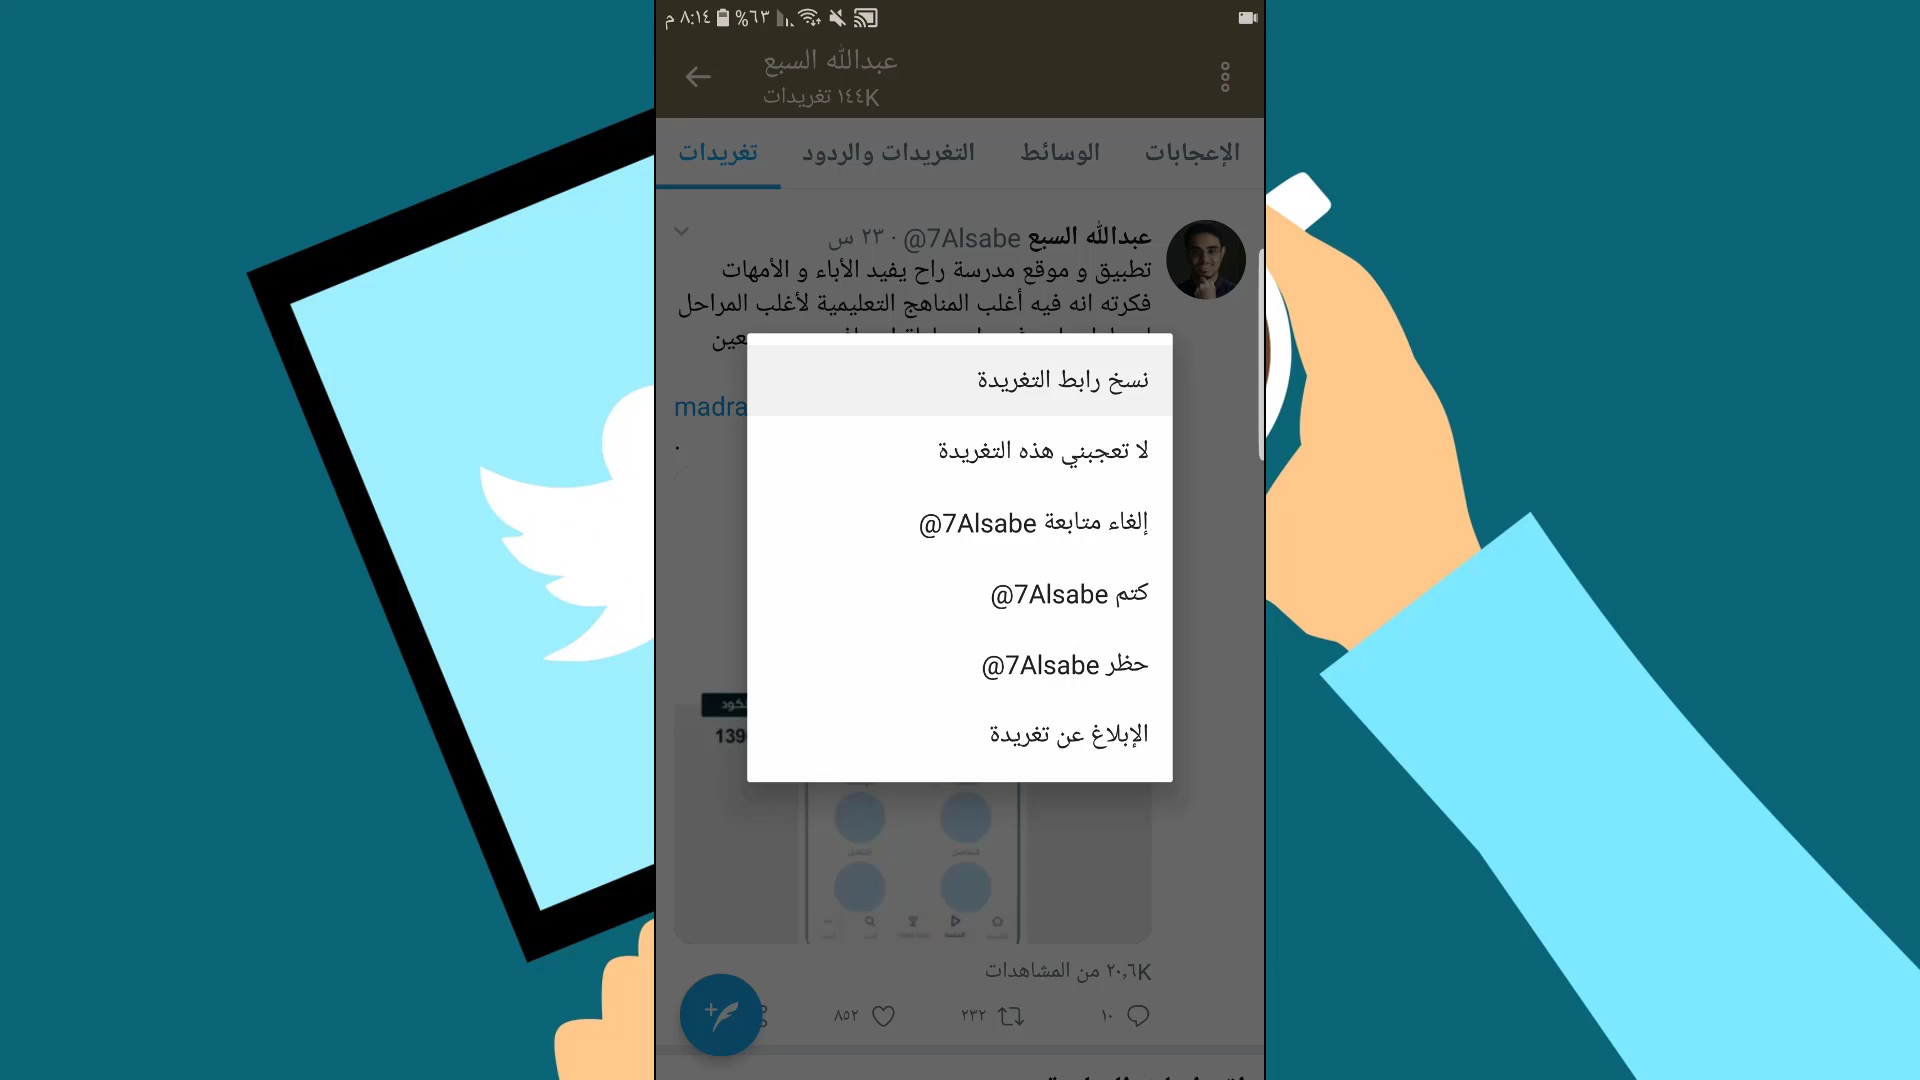 م ٨:١٤ %٦٣
عبدالله السبع
١٤٤K تغريدات
تغريدات التغريدات والردود الوسائط الإعجابات
عبدالله السبع @7Alsabe · ٢٣ س
تطبيق و موقع مدرسة راح يفيد الأباء و الأمهات
فكرته انه فيه أغلب المناهج التعليمية لأغلب المراحل
madra
نسخ رابط التغريدة
لا تعجبني هذه التغريدة
إلغاء متابعة @7Alsabe
كتم @7Alsabe
حظر @7Alsabe
الإبلاغ عن تغريدة
139
٢٠,٦K من المشاهدات
١٠ ٢٣٢ ٨٥٢